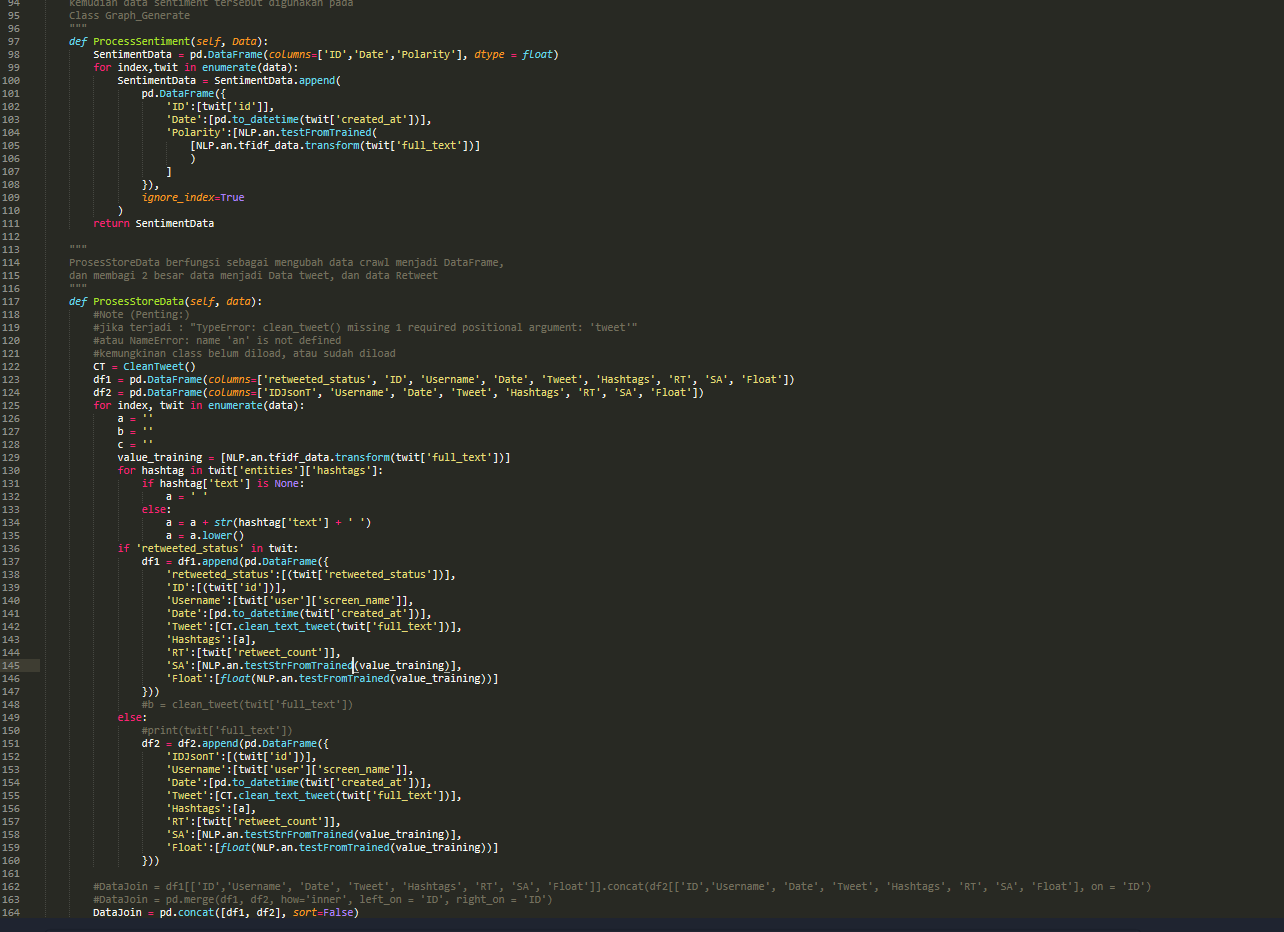 94 kemudian data sentiment tersebut digunakan pada
95 Class Graph_Generate
96 """
97 def ProcessSentiment(self, Data):
98 SentimentData = pd.DataFrame(columns=['ID','Date','Polarity'], dtype = float)
99 for index,twit in enumerate(data):
100 SentimentData = SentimentData.append(
101 pd.DataFrame({
102 'ID':[twit['id']],
103 'Date':[pd.to_datetime(twit['created_at'])],
104 'Polarity':[NLP.an.testFromTrained(
105 [NLP.an.tfidf_data.transform(twit['full_text'])]
106 )
107 ]
108 }),
109 ignore_index=True
110 )
111 return SentimentData
112
113 """
114 ProsesStoreData berfungsi sebagai mengubah data crawl menjadi DataFrame,
115 dan membagi 2 besar data menjadi Data tweet, dan data Retweet
116 """
117 def ProsesStoreData(self, data):
118 #Note (Penting:)
119 #jika terjadi : "TypeError: clean_tweet() missing 1 required positional argument: 'tweet'"
120 #atau NameError: name 'an' is not defined
121 #kemungkinan class belum diload, atau sudah diload
122 CT = CleanTweet()
123 df1 = pd.DataFrame(columns=['retweeted_status', 'ID', 'Username', 'Date', 'Tweet', 'Hashtags', 'RT', 'SA', 'Float'])
124 df2 = pd.DataFrame(columns=['IDJsonT', 'Username', 'Date', 'Tweet', 'Hashtags', 'RT', 'SA', 'Float'])
125 for index, twit in enumerate(data):
126 a = ''
127 b = ''
128 c = ''
129 value_training = [NLP.an.tfidf_data.transform(twit['full_text'])]
130 for hashtag in twit['entities']['hashtags']:
131 if hashtag['text'] is None:
132 a = ' '
133 else:
134 a = a + str(hashtag['text'] + ' ')
135 a = a.lower()
136 if 'retweeted_status' in twit:
137 df1 = df1.append(pd.DataFrame({
138 'retweeted_status':[(twit['retweeted_status'])],
139 'ID':[(twit['id'])],
140 'Username':[twit['user']['screen_name']],
141 'Date':[pd.to_datetime(twit['created_at'])],
142 'Tweet':[CT.clean_text_tweet(twit['full_text'])],
143 'Hashtags':[a],
144 'RT':[twit['retweet_count']],
145 'SA':[NLP.an.testStrFromTrained(value_training)],
146 'Float':[float(NLP.an.testFromTrained(value_training))]
147 }))
148 #b = clean_tweet(twit['full_text'])
149 else:
150 #print(twit['full_text'])
151 df2 = df2.append(pd.DataFrame({
152 'IDJsonT':[(twit['id'])],
153 'Username':[twit['user']['screen_name']],
154 'Date':[pd.to_datetime(twit['created_at'])],
155 'Tweet':[CT.clean_text_tweet(twit['full_text'])],
156 'Hashtags':[a],
157 'RT':[twit['retweet_count']],
158 'SA':[NLP.an.testStrFromTrained(value_training)],
159 'Float':[float(NLP.an.testFromTrained(value_training))]
160 }))
161
162 #DataJoin = df1[['ID','Username', 'Date', 'Tweet', 'Hashtags', 'RT', 'SA', 'Float']].concat(df2[['ID','Username', 'Date', 'Tweet', 'Hashtags', 'RT', 'SA', 'Float'], on = 'ID')
163 #DataJoin = pd.merge(df1, df2, how='inner', left_on = 'ID', right_on = 'ID')
164 DataJoin = pd.concat([df1, df2], sort=False)